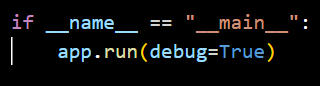 if __name__ == "__main__":
    app.run(debug=True)